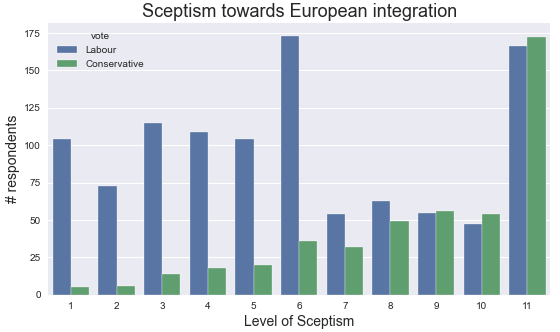 Sceptism towards European integration
vote
Labour
Conservative
# respondents
175
150
125
100
75
50
25
0
1 2 3 4 5 6 7 8 9 10 11
Level of Sceptism